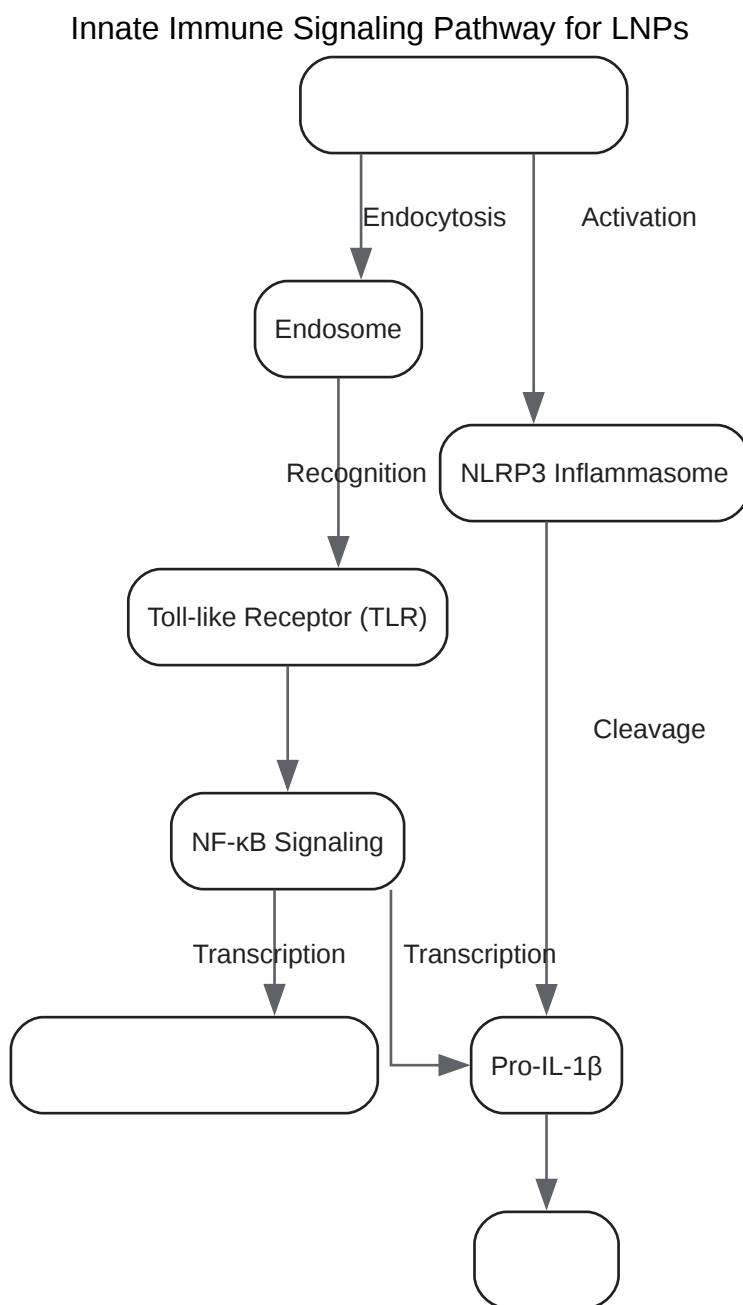 Innate Immune Signaling Pathway for LNPs
Endocytosis
Activation
Endosome
Recognition
NLRP3 Inflammasome
Toll-like Receptor (TLR)
Cleavage
NF-κB Signaling
Transcription
Transcription
Pro-IL-1β